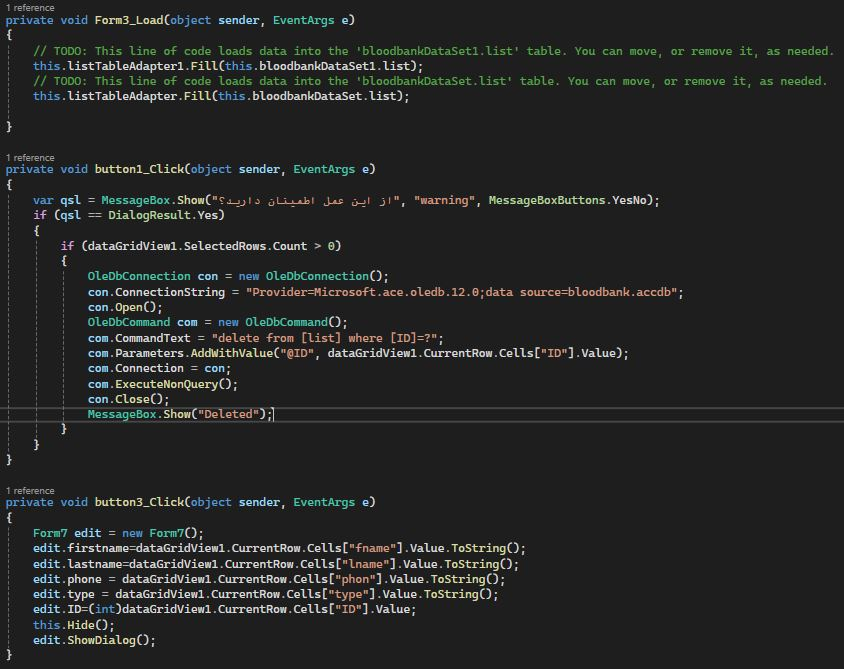 1 reference
private void Form3_Load(object sender, EventArgs e)
{
// TODO: This line of code loads data into the 'bloodbankDataSet1.list' table. You can move, or remove it, as needed.
this.listTableAdapter1.Fill(this.bloodbankDataSet1.list);
// TODO: This line of code loads data into the 'bloodbankDataSet.list' table. You can move, or remove it, as needed.
this.listTableAdapter.Fill(this.bloodbankDataSet.list);
}
1 reference
private void button1_Click(object sender, EventArgs e)
{
var qsl = MessageBox.Show("از این عمل اطمینان دارید؟", "warning", MessageBoxButtons.YesNo);
if (qsl == DialogResult.Yes)
{
if (dataGridView1.SelectedRows.Count > 0)
{
OleDbConnection con = new OleDbConnection();
con.ConnectionString = "Provider=Microsoft.ace.oledb.12.0;data source=bloodbank.accdb";
con.Open();
OleDbCommand com = new OleDbCommand();
com.CommandText = "delete from [list] where [ID]=?";
com.Parameters.AddWithValue("@ID", dataGridView1.CurrentRow.Cells["ID"].Value);
com.Connection = con;
com.ExecuteNonQuery();
con.Close();
MessageBox.Show("Deleted");
}
}
}
1 reference
private void button3_Click(object sender, EventArgs e)
{
Form7 edit = new Form7();
edit.firstname=dataGridView1.CurrentRow.Cells["fname"].Value.ToString();
edit.lastname=dataGridView1.CurrentRow.Cells["lname"].Value.ToString();
edit.phone = dataGridView1.CurrentRow.Cells["phon"].Value.ToString();
edit.type = dataGridView1.CurrentRow.Cells["type"].Value.ToString();
edit.ID=(int)dataGridView1.CurrentRow.Cells["ID"].Value;
this.Hide();
edit.ShowDialog();
}